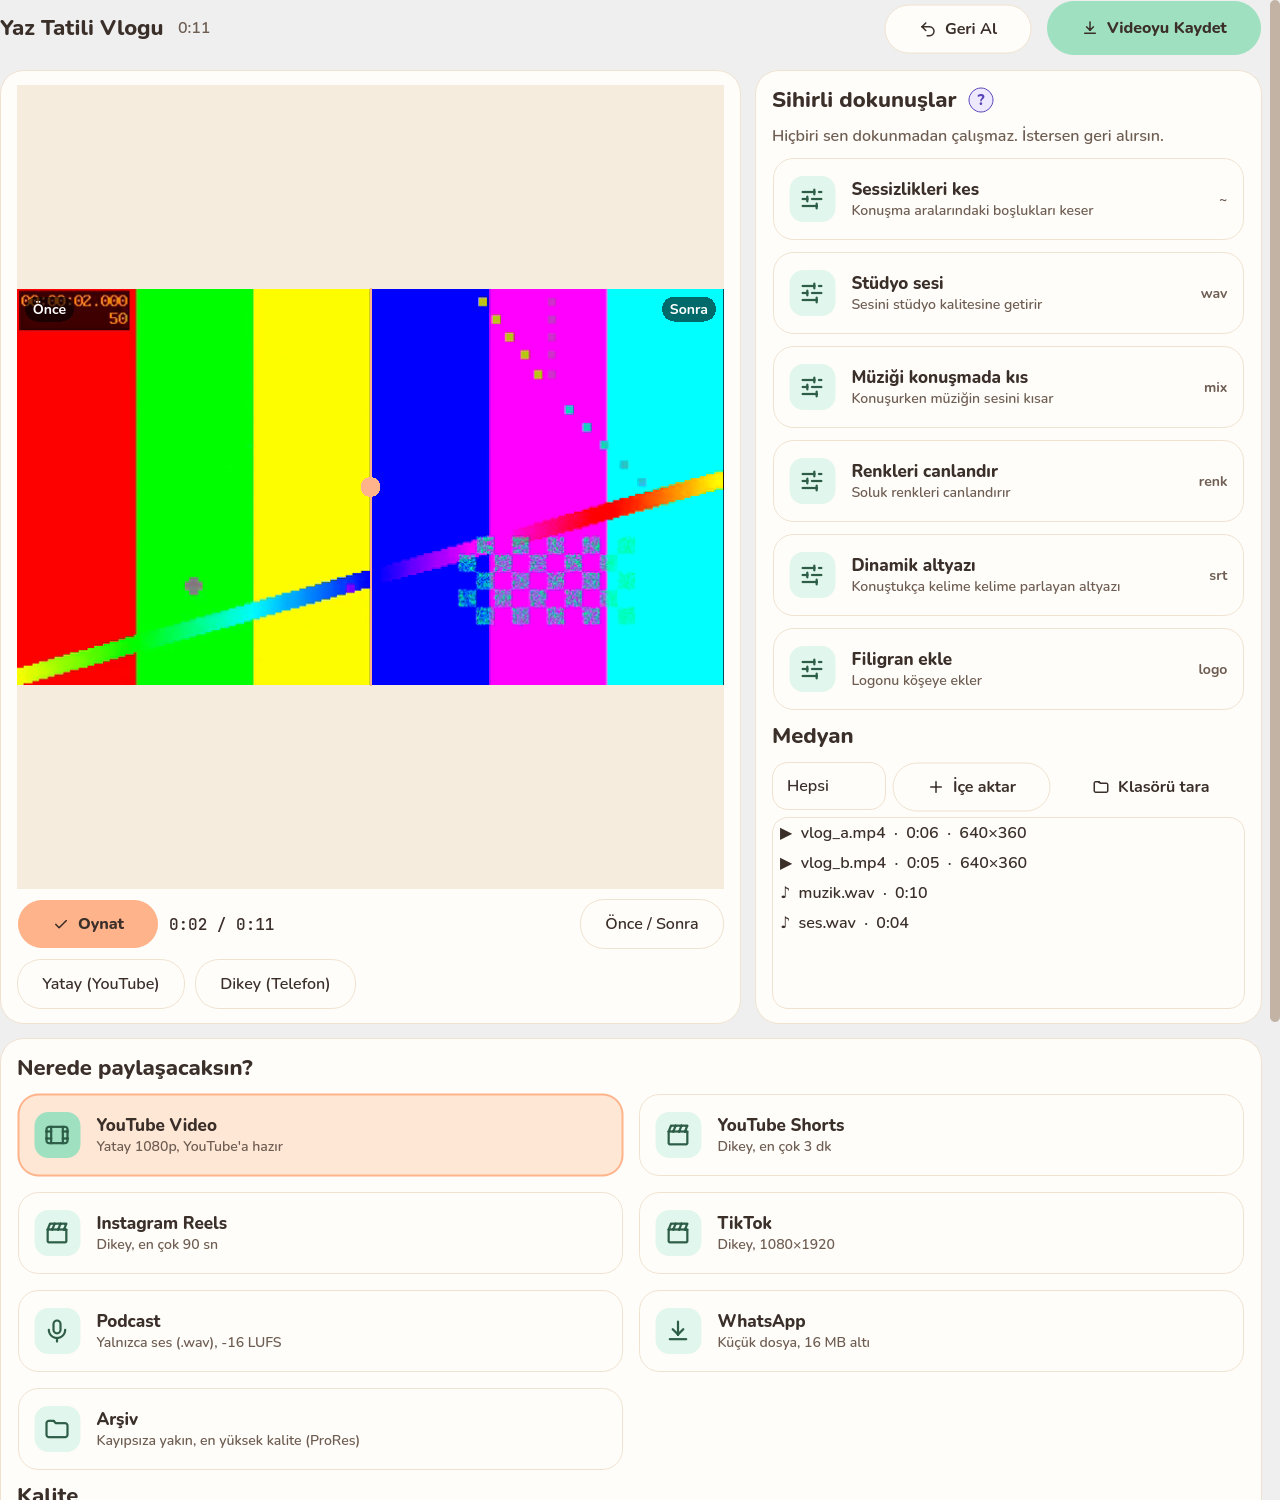 Yaz Tatili Vlogu 0:11
Geri Al
Videoyu Kaydet
02.000
50
Önce
Sonra
Oynat 0:02 / 0:11
Önce / Sonra
Yatay (YouTube)
Dikey (Telefon)
Sihirli dokunuşlar ?
Hiçbiri sen dokunmadan çalışmaz. İstersen geri alırsın.
Sessizlikleri kes
Konuşma aralarındaki boşlukları keser
~
Stüdyo sesi
Sesini stüdyo kalitesine getirir
wav
Müziği konuşmada kıs
Konuşurken müziğin sesini kısar
mix
Renkleri canlandır
Soluk renkleri canlandırır
renk
Dinamik altyazı
Konuştukça kelime kelime parlayan altyazı
srt
Filigran ekle
Logonu köşeye ekler
logo
Medyan
Hepsi
İçe aktar
Klasörü tara
▶ vlog_a.mp4 · 0:06 · 640×360
▶ vlog_b.mp4 · 0:05 · 640×360
♪ muzik.wav · 0:10
♪ ses.wav · 0:04
Nerede paylaşacaksın?
YouTube Video
Yatay 1080p, YouTube'a hazır
YouTube Shorts
Dikey, en çok 3 dk
Instagram Reels
Dikey, en çok 90 sn
TikTok
Dikey, 1080×1920
Podcast
Yalnızca ses (.wav), -16 LUFS
WhatsApp
Küçük dosya, 16 MB altı
Arşiv
Kayıpsıza yakın, en yüksek kalite (ProRes)
Kalite